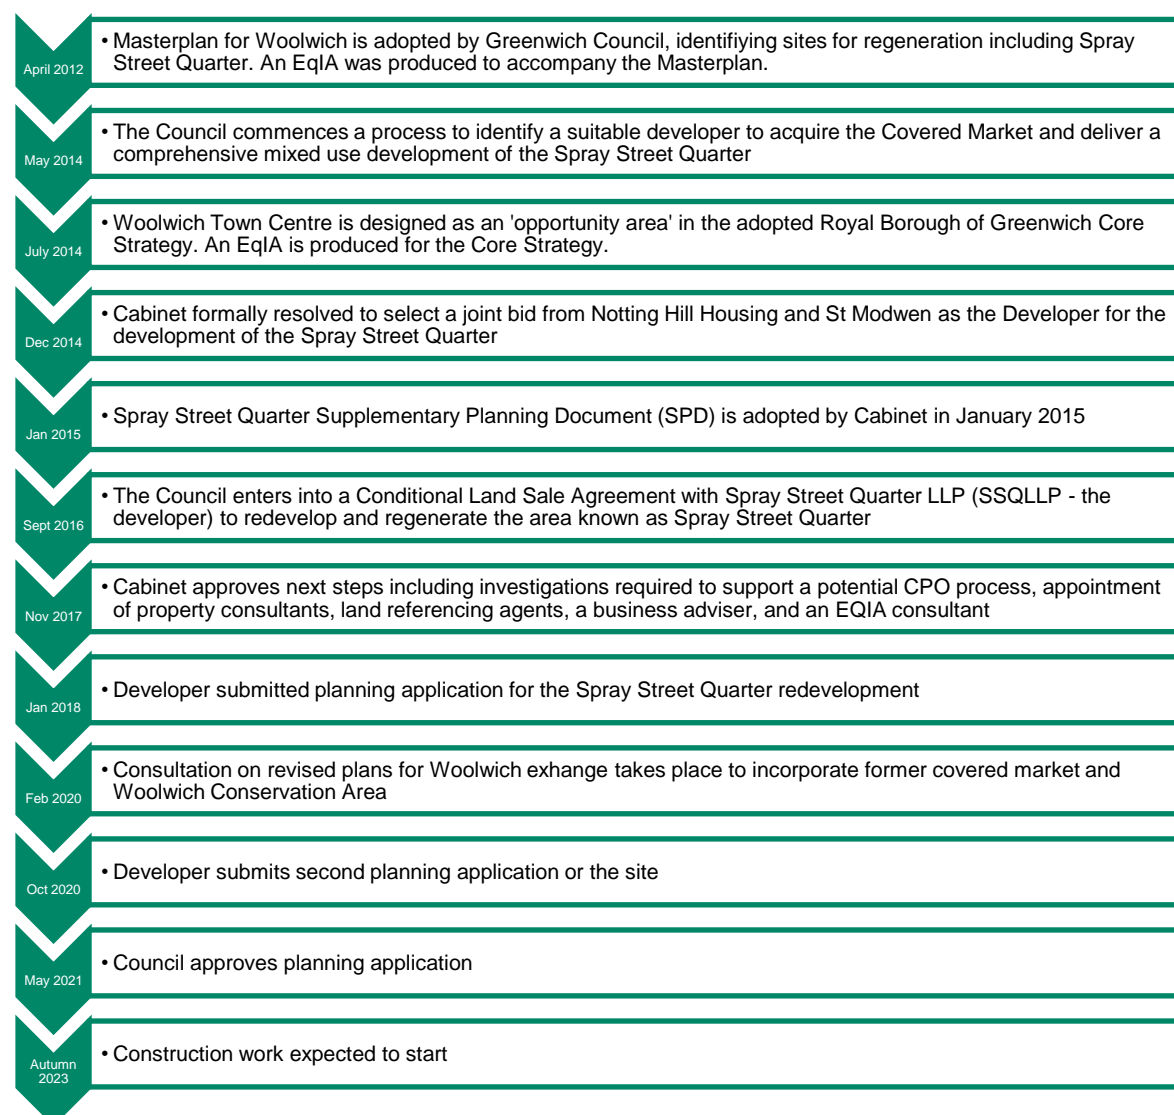 April 2012
• Masterplan for Woolwich is adopted by Greenwich Council, identifiying sites for regeneration including Spray
Street Quarter. An EqIA was produced to accompany the Masterplan.
May 2014
• The Council commences a process to identify a suitable developer to acquire the Covered Market and deliver a
comprehensive mixed use development of the Spray Street Quarter
July 2014
• Woolwich Town Centre is designed as an 'opportunity area' in the adopted Royal Borough of Greenwich Core
Strategy. An EqIA is produced for the Core Strategy.
Dec 2014
• Cabinet formally resolved to select a joint bid from Notting Hill Housing and St Modwen as the Developer for the
development of the Spray Street Quarter
Jan 2015
• Spray Street Quarter Supplementary Planning Document (SPD) is adopted by Cabinet in January 2015
Sept 2016
• The Council enters into a Conditional Land Sale Agreement with Spray Street Quarter LLP (SSQLLP - the
developer) to redevelop and regenerate the area known as Spray Street Quarter
Nov 2017
• Cabinet approves next steps including investigations required to support a potential CPO process, appointment
of property consultants, land referencing agents, a business adviser, and an EQIA consultant
Jan 2018
• Developer submitted planning application for the Spray Street Quarter redevelopment
Feb 2020
• Consultation on revised plans for Woolwich exhange takes place to incorporate former covered market and
Woolwich Conservation Area
Oct 2020
• Developer submits second planning application or the site
May 2021
• Council approves planning application
Autumn
2023
• Construction work expected to start